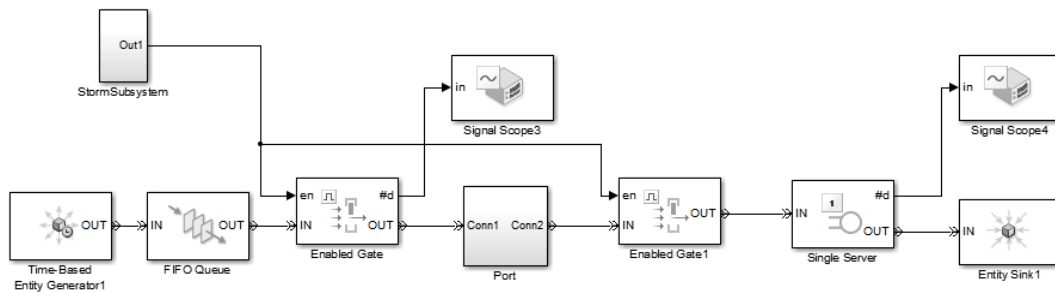 Out1
StormSubsystem
in
Signal Scope3
in
Signal Scope4
OUT
Time-Based
Entity Generator1
IN
OUT
FIFO Queue
en
#d
IN
OUT
Enabled Gate
Conn1
Conn2
Port
en
IN
OUT
Enabled Gate1
1
#d
IN
OUT
Single Server
IN
Entity Sink1